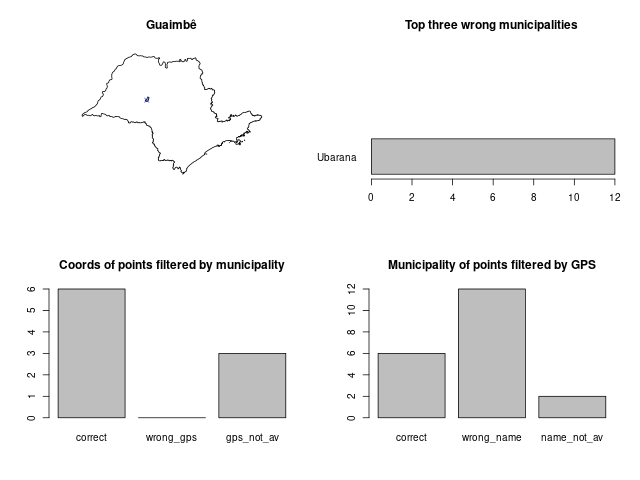 Guaimbê
Top three wrong municipalities
Ubarana
0 2 4 6 8 10 12
Coords of points filtered by municipality
0 1 2 3 4 5 6
correct wrong_gps gps_not_av
Municipality of points filtered by GPS
0 2 4 6 8 10 12
correct wrong_name name_not_av